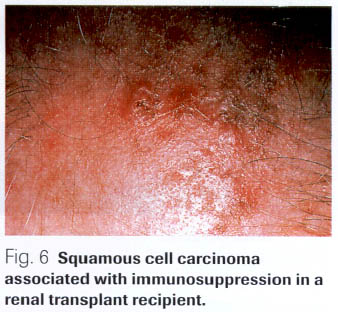 Fig. 6 Squamous cell carcinoma
associated with immunosuppression in a
renal transplant recipient.